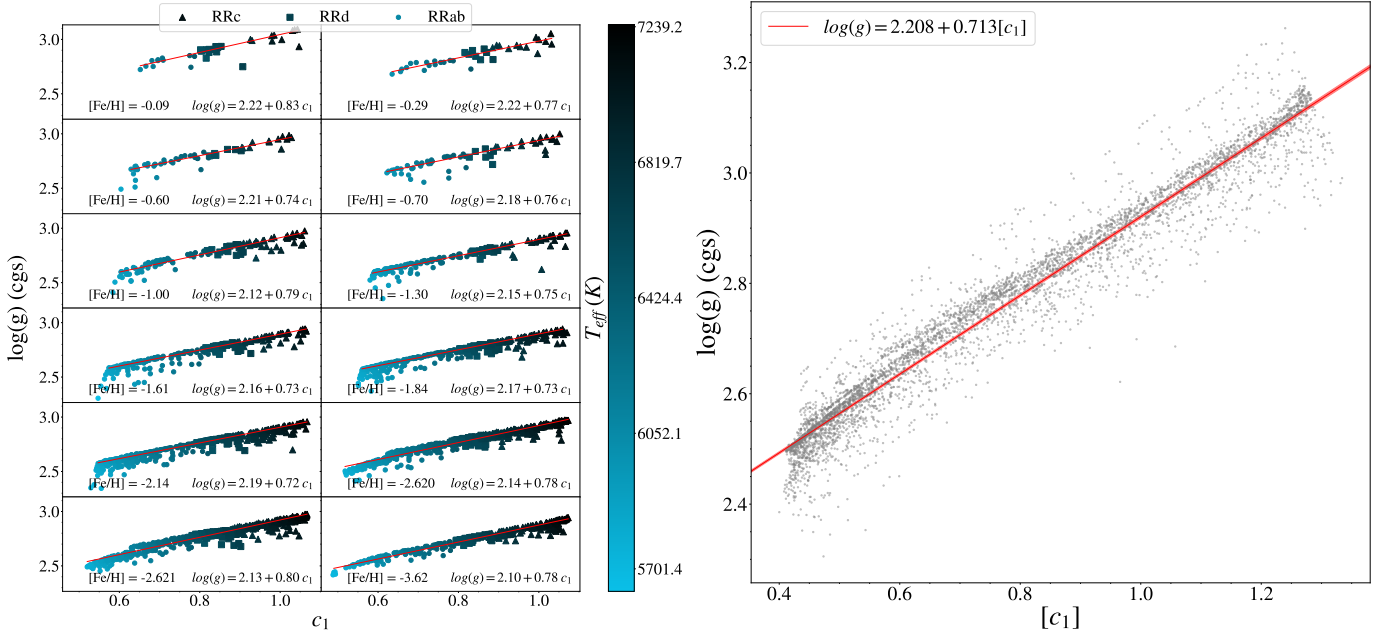 RRc RRd RRab
3.0
2.5
[Fe/H] = -0.09 log(g) = 2.22 + 0.83 c₁
[Fe/H] = -0.29 log(g) = 2.22 + 0.77 c₁
3.0
2.5
[Fe/H] = -0.60 log(g) = 2.21 + 0.74 c₁
[Fe/H] = -0.70 log(g) = 2.18 + 0.76 c₁
3.0
2.5
[Fe/H] = -1.00 log(g) = 2.12 + 0.79 c₁
[Fe/H] = -1.30 log(g) = 2.15 + 0.75 c₁
3.0
2.5
[Fe/H] = -1.61 log(g) = 2.16 + 0.73 c₁
[Fe/H] = -1.84 log(g) = 2.17 + 0.73 c₁
3.0
2.5
[Fe/H] = -2.14 log(g) = 2.19 + 0.72 c₁
[Fe/H] = -2.620 log(g) = 2.14 + 0.78 c₁
3.0
2.5
[Fe/H] = -2.621 log(g) = 2.13 + 0.80 c₁
[Fe/H] = -3.62 log(g) = 2.10 + 0.78 c₁
0.6 0.8 1.0 0.6 0.8 1.0
c₁
log(g) (cgs)
7239.2
6819.7
6424.4
6052.1
5701.4
T_eff (K)
log(g) = 2.208 + 0.713[c₁]
3.2
3.0
2.8
2.6
2.4
log(g) (cgs)
0.4 0.6 0.8 1.0 1.2
[c₁]